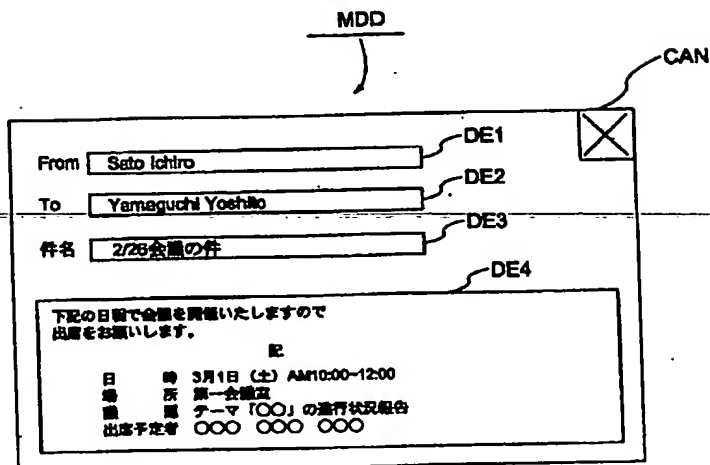 MDD
CAN
From Sato Ichiro DE1
To Yamaguchi Yoshito DE2
件名 2/26会議の件 DE3
DE4
下記の日程で会議を開催いたしますので
出席をお願いします。
記
日 時 3月1日（土）AM10:00-12:00
場 所 第一会議室
議 題 テーマ「〇〇」の進行状況報告
出席予定者 〇〇〇 〇〇〇 〇〇〇